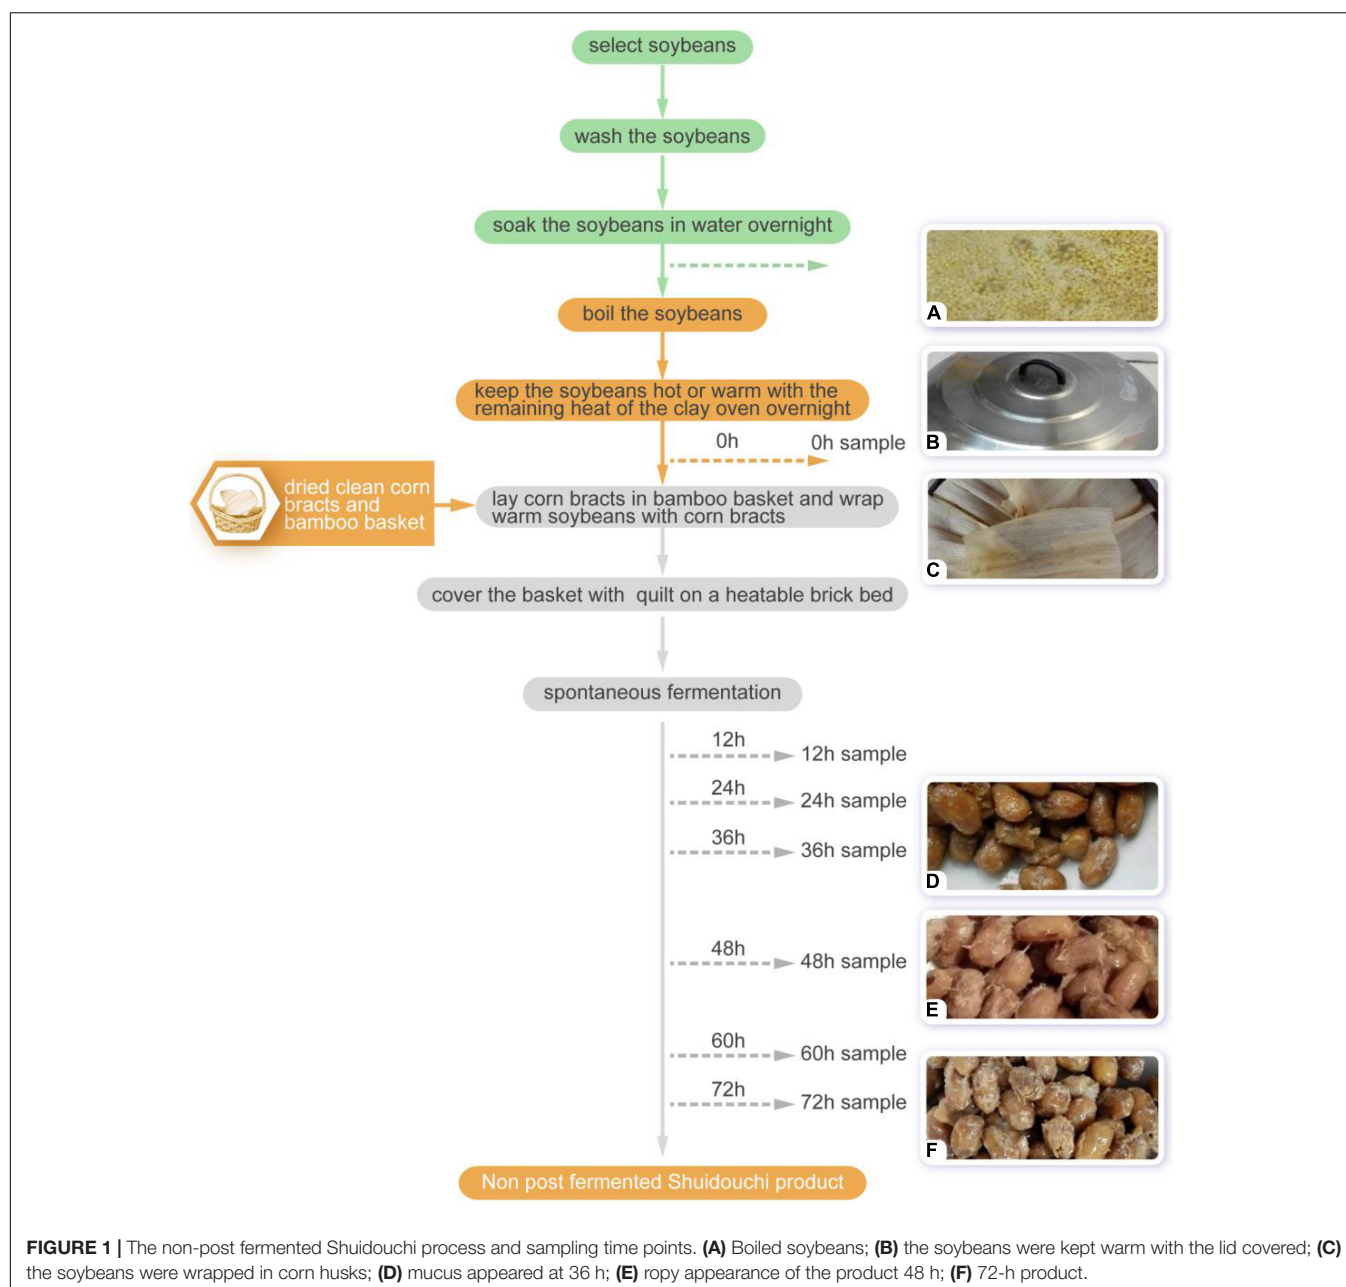 select soybeans
wash the soybeans
soak the soybeans in water overnight
A
boil the soybeans
keep the soybeans hot or warm with the
remaining heat of the clay oven overnight
B
0h
0h sample
dried clean corn
bracts and
bamboo basket
lay corn bracts in bamboo basket and wrap
warm soybeans with corn bracts
C
cover the basket with quilt on a heatable brick bed
spontaneous fermentation
12h
12h sample
24h
24h sample
36h
36h sample
D
48h
48h sample
E
60h
60h sample
72h
72h sample
F
Non post fermented Shuidouchi product
FIGURE 1 | The non-post fermented Shuidouchi process and sampling time points. (A) Boiled soybeans; (B) the soybeans were kept warm with the lid covered; (C)
the soybeans were wrapped in corn husks; (D) mucus appeared at 36 h; (E) ropy appearance of the product 48 h; (F) 72-h product.